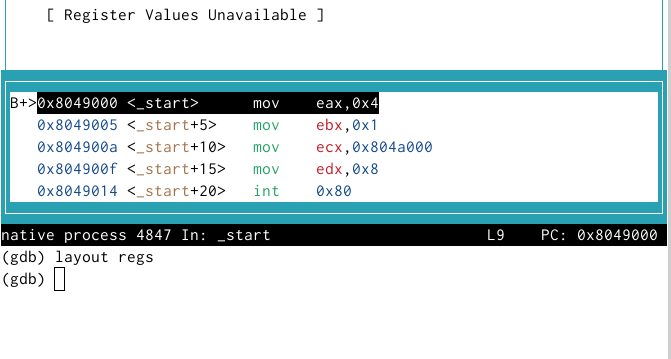 [ Register Values Unavailable ]
B+>0x8049000 <_start>      mov    eax,0x4
0x8049005 <_start+5>    mov    ebx,0x1
0x804900a <_start+10>   mov    ecx,0x804a000
0x804900f <_start+15>   mov    edx,0x8
0x8049014 <_start+20>   int    0x80
native process 4847 In: _start                        L9    PC: 0x8049000
(gdb) layout regs
(gdb)